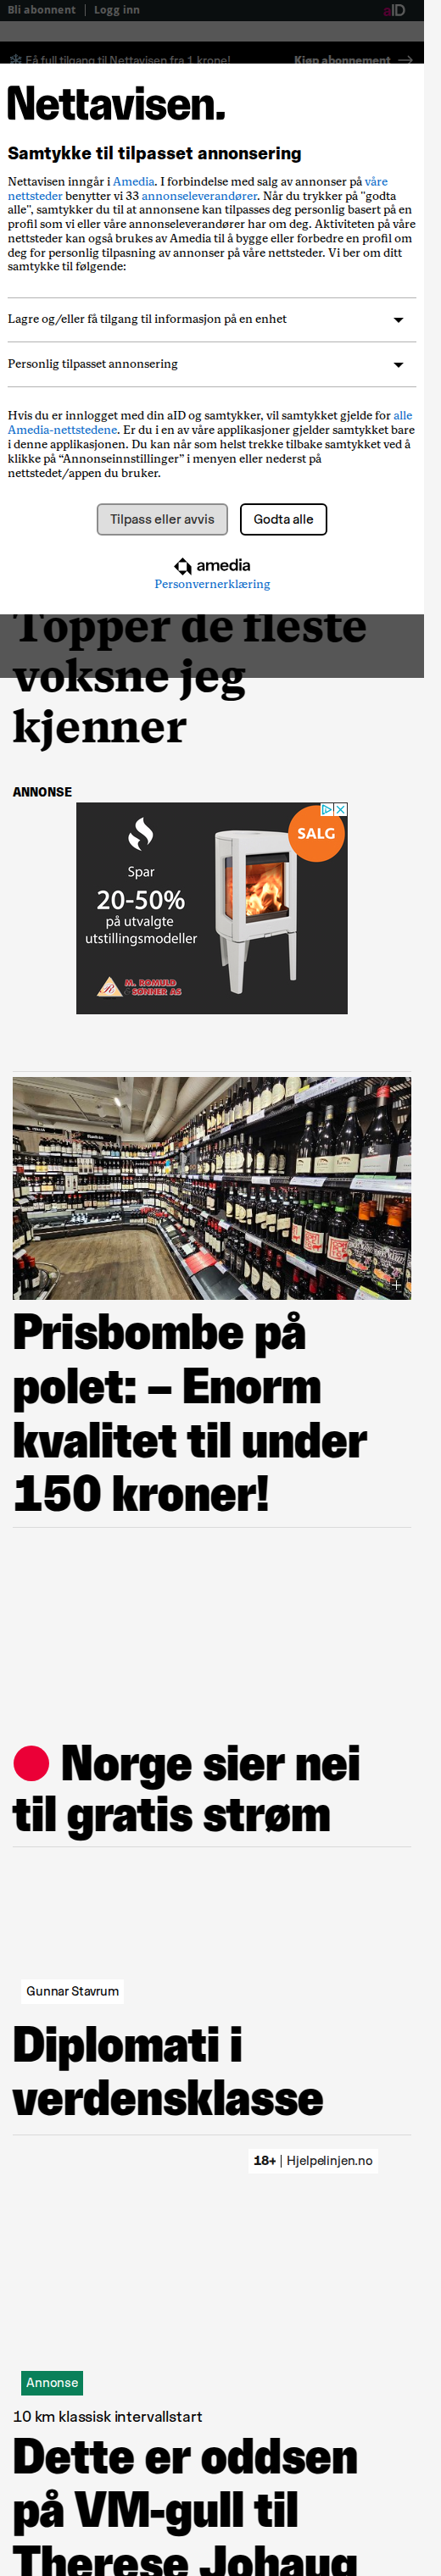 Bli abonnent | Logg inn
aID
Få full tilgang til Nettavisen fra 1 krone!
Kjøp abonnement →
Nettavisen.
Samtykke til tilpasset annonsering
Nettavisen inngår i Amedia. I forbindelse med salg av annonser på våre
nettsteder benytter vi 33 annonseleverandører. Når du trykker på "godta
alle", samtykker du til at annonsene kan tilpasses deg personlig basert på en
profil som vi eller våre annonseleverandører har om deg. Aktiviteten på våre
nettsteder kan også brukes av Amedia til å bygge eller forbedre en profil om
deg for personlig tilpasning av annonser på våre nettsteder. Vi ber om ditt
samtykke til følgende:
Lagre og/eller få tilgang til informasjon på en enhet
Personlig tilpasset annonsering
Hvis du er innlogget med din aID og samtykker, vil samtykket gjelde for alle
Amedia-nettstedene. Er du i en av våre applikasjoner gjelder samtykket bare
i denne applikasjonen. Du kan når som helst trekke tilbake samtykket ved å
klikke på “Annonseinnstillinger” i menyen eller nederst på
nettstedet/appen du bruker.
Tilpass eller avvis
Godta alle
amedia
Personvernerklæring
Topper de fleste
voksne jeg
kjenner
ANNONSE
SALG
Spar
20-50%
på utvalgte
utstillingsmodeller
M. ROMULD
& SØNNER AS
Prisbombe på
polet: – Enorm
kvalitet til under
150 kroner!
Norge sier nei
til gratis strøm
Gunnar Stavrum
Diplomati i
verdensklasse
18+ | Hjelpelinjen.no
Annonse
10 km klassisk intervallstart
Dette er oddsen
på VM-gull til
Therese Johaug